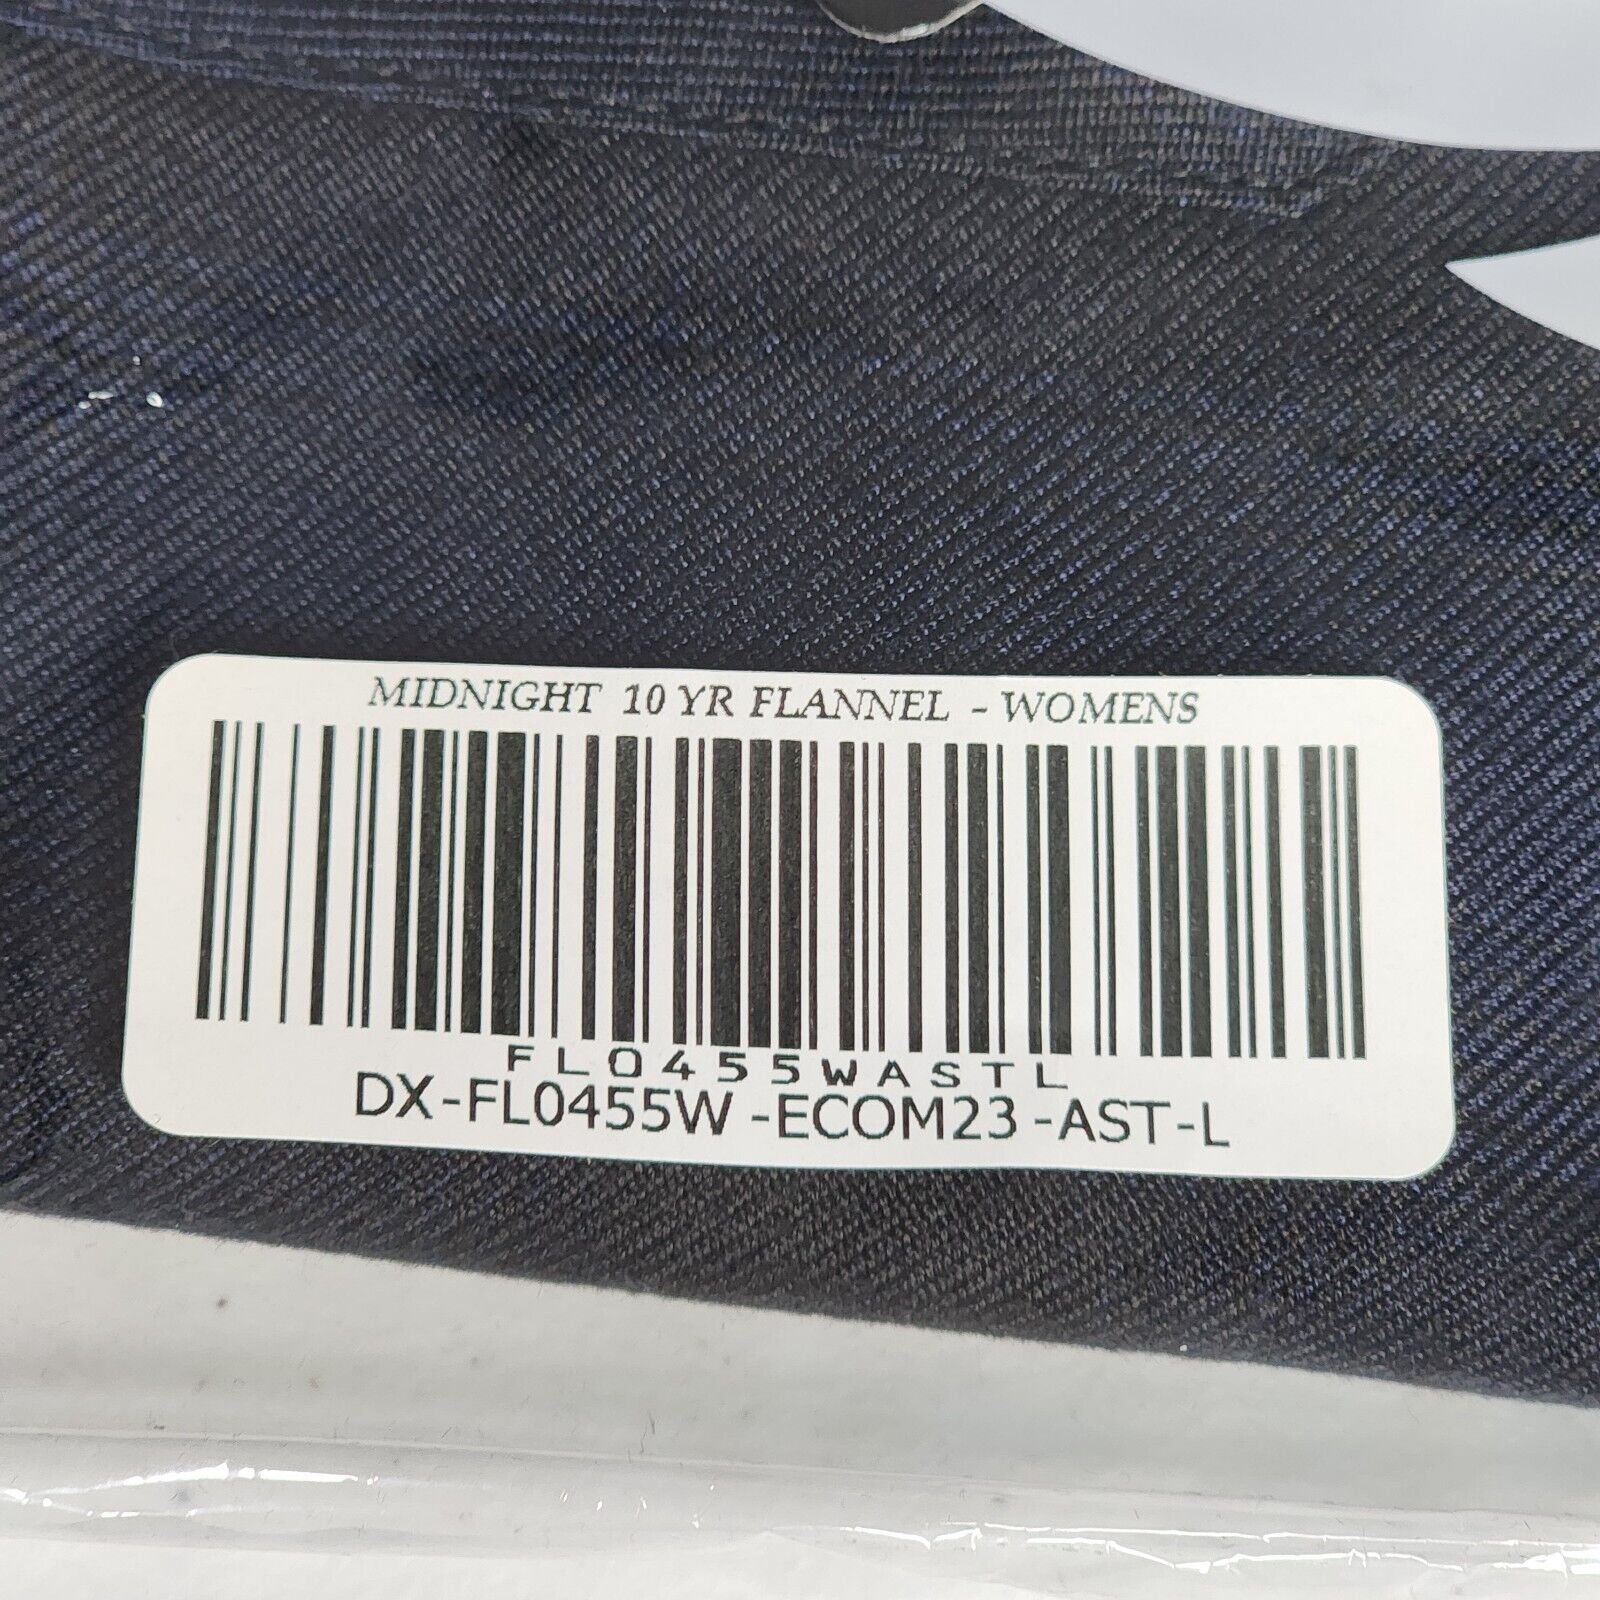 MIDNIGHT 10 YR FLANNEL - WOMENS
FL0455WASTL
DX-FL0455W-ECOM23-AST-L